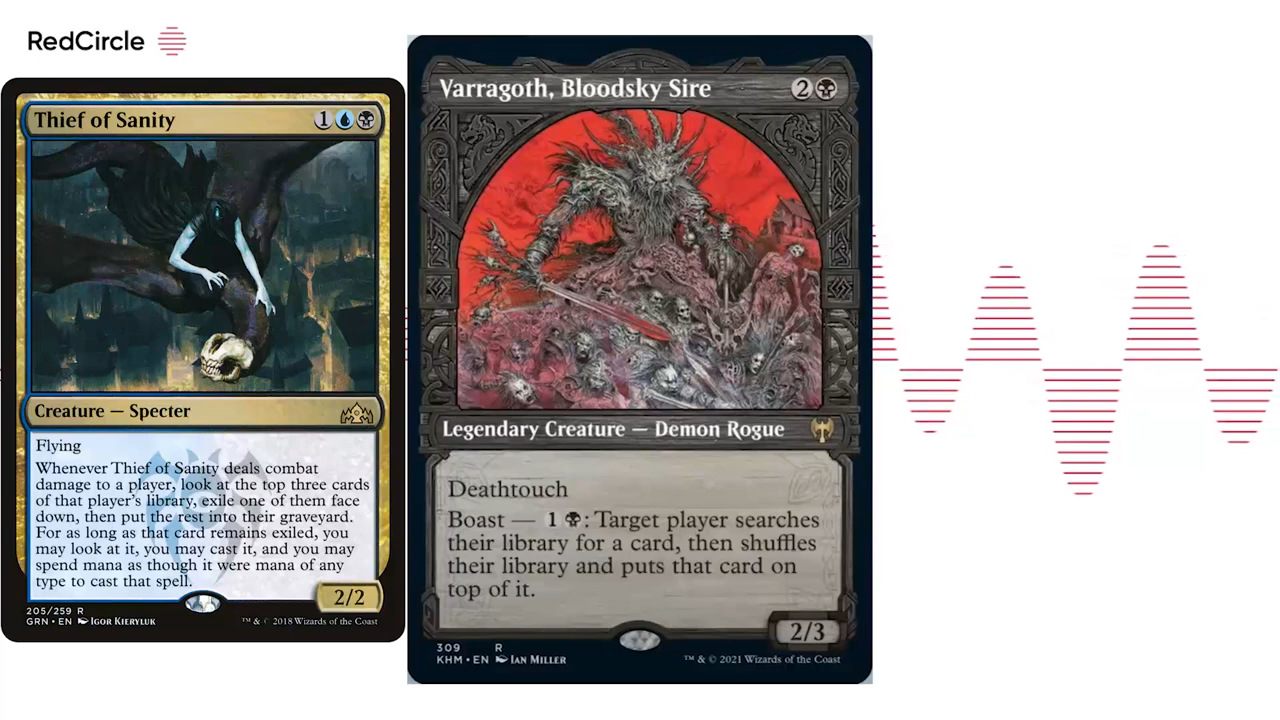 RedCircle
Thief of Sanity 1
Creature — Specter
Flying
Whenever Thief of Sanity deals combat
damage to a player, look at the top three cards
of that player's library, exile one of them face
down, then put the rest into their graveyard.
For as long as that card remains exiled, you
may look at it, you may cast it, and you may
spend mana as though it were mana of any
type to cast that spell.
2/2
205/259 R
GRN • EN IGOR KIERYLUK
™ & © 2018 Wizards of the Coast
Varragoth, Bloodsky Sire 2
Legendary Creature — Demon Rogue
Deathtouch
Boast — 1 : Target player searches
their library for a card, then shuffles
their library and puts that card on
top of it.
2/3
309 R
KHM • EN IAN MILLER
™ & © 2021 Wizards of the Coast